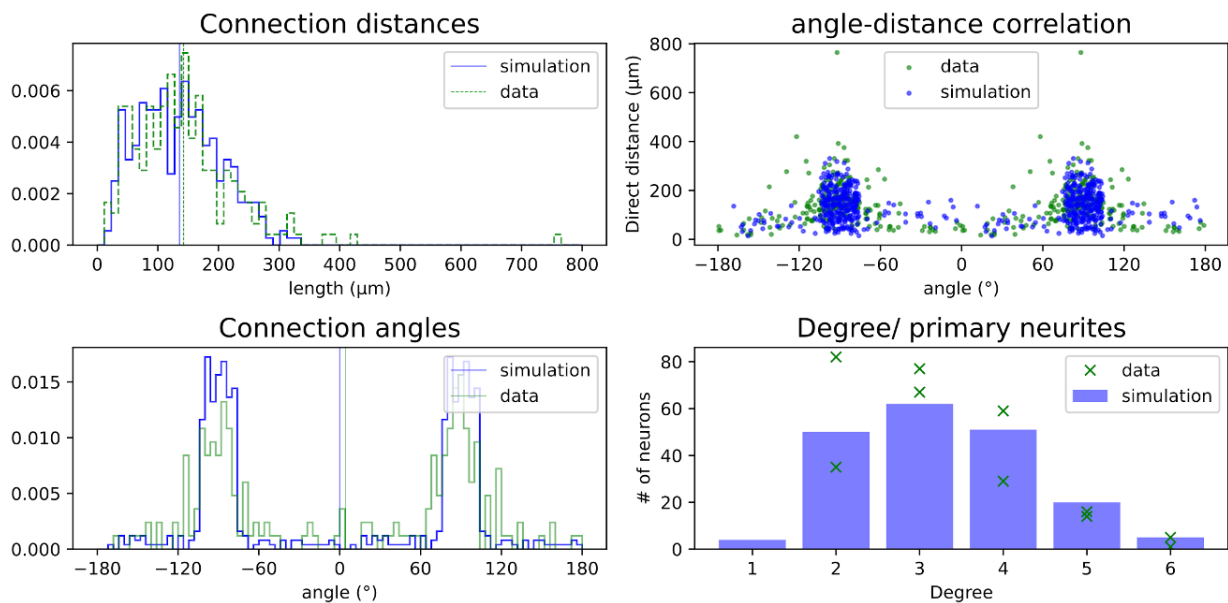 Connection distances
simulation
data
0.006
0.004
0.002
0.000
0 100 200 300 400 500 600 700 800
length (μm)
angle-distance correlation
data
simulation
Direct distance (μm)
800
600
400
200
0
−180 −120 −60 0 60 120 180
angle (°)
Connection angles
simulation
data
0.015
0.010
0.005
0.000
−180 −120 −60 0 60 120 180
angle (°)
Degree/ primary neurites
data
simulation
# of neurons
80
60
40
20
0
1 2 3 4 5 6
Degree